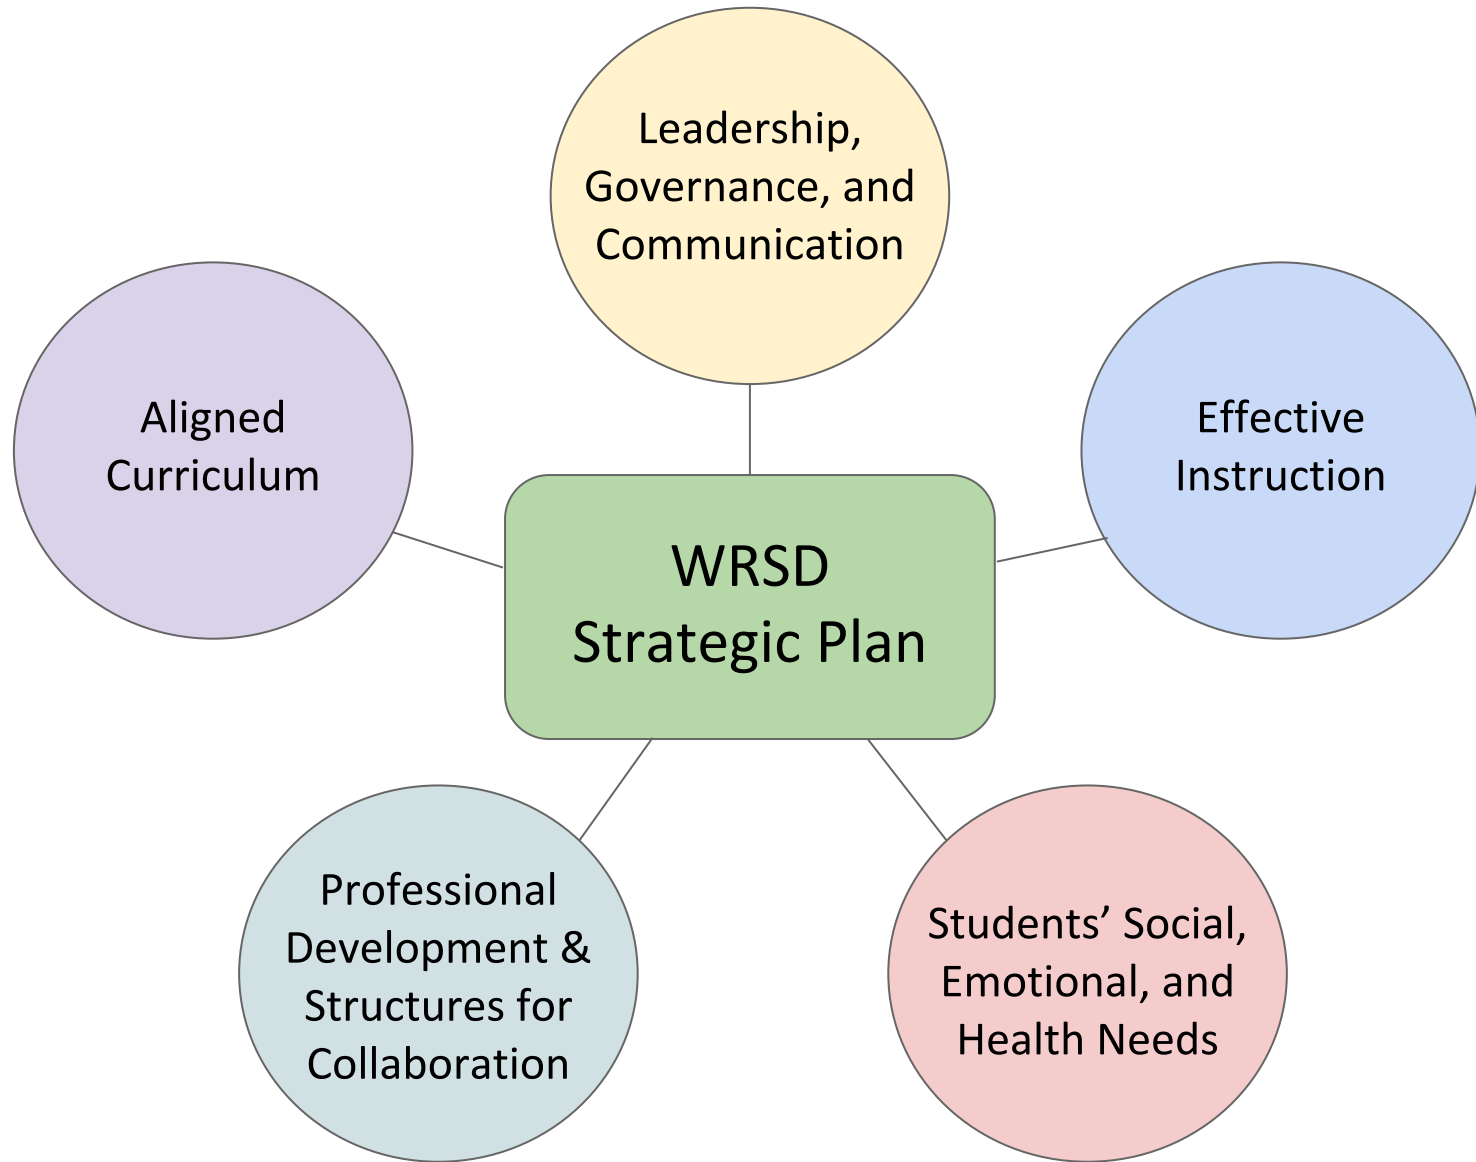 Leadership,
Governance, and
Communication
Aligned
Curriculum
Effective
Instruction
WRSD
Strategic Plan
Professional
Development &
Structures for
Collaboration
Students’ Social,
Emotional, and
Health Needs